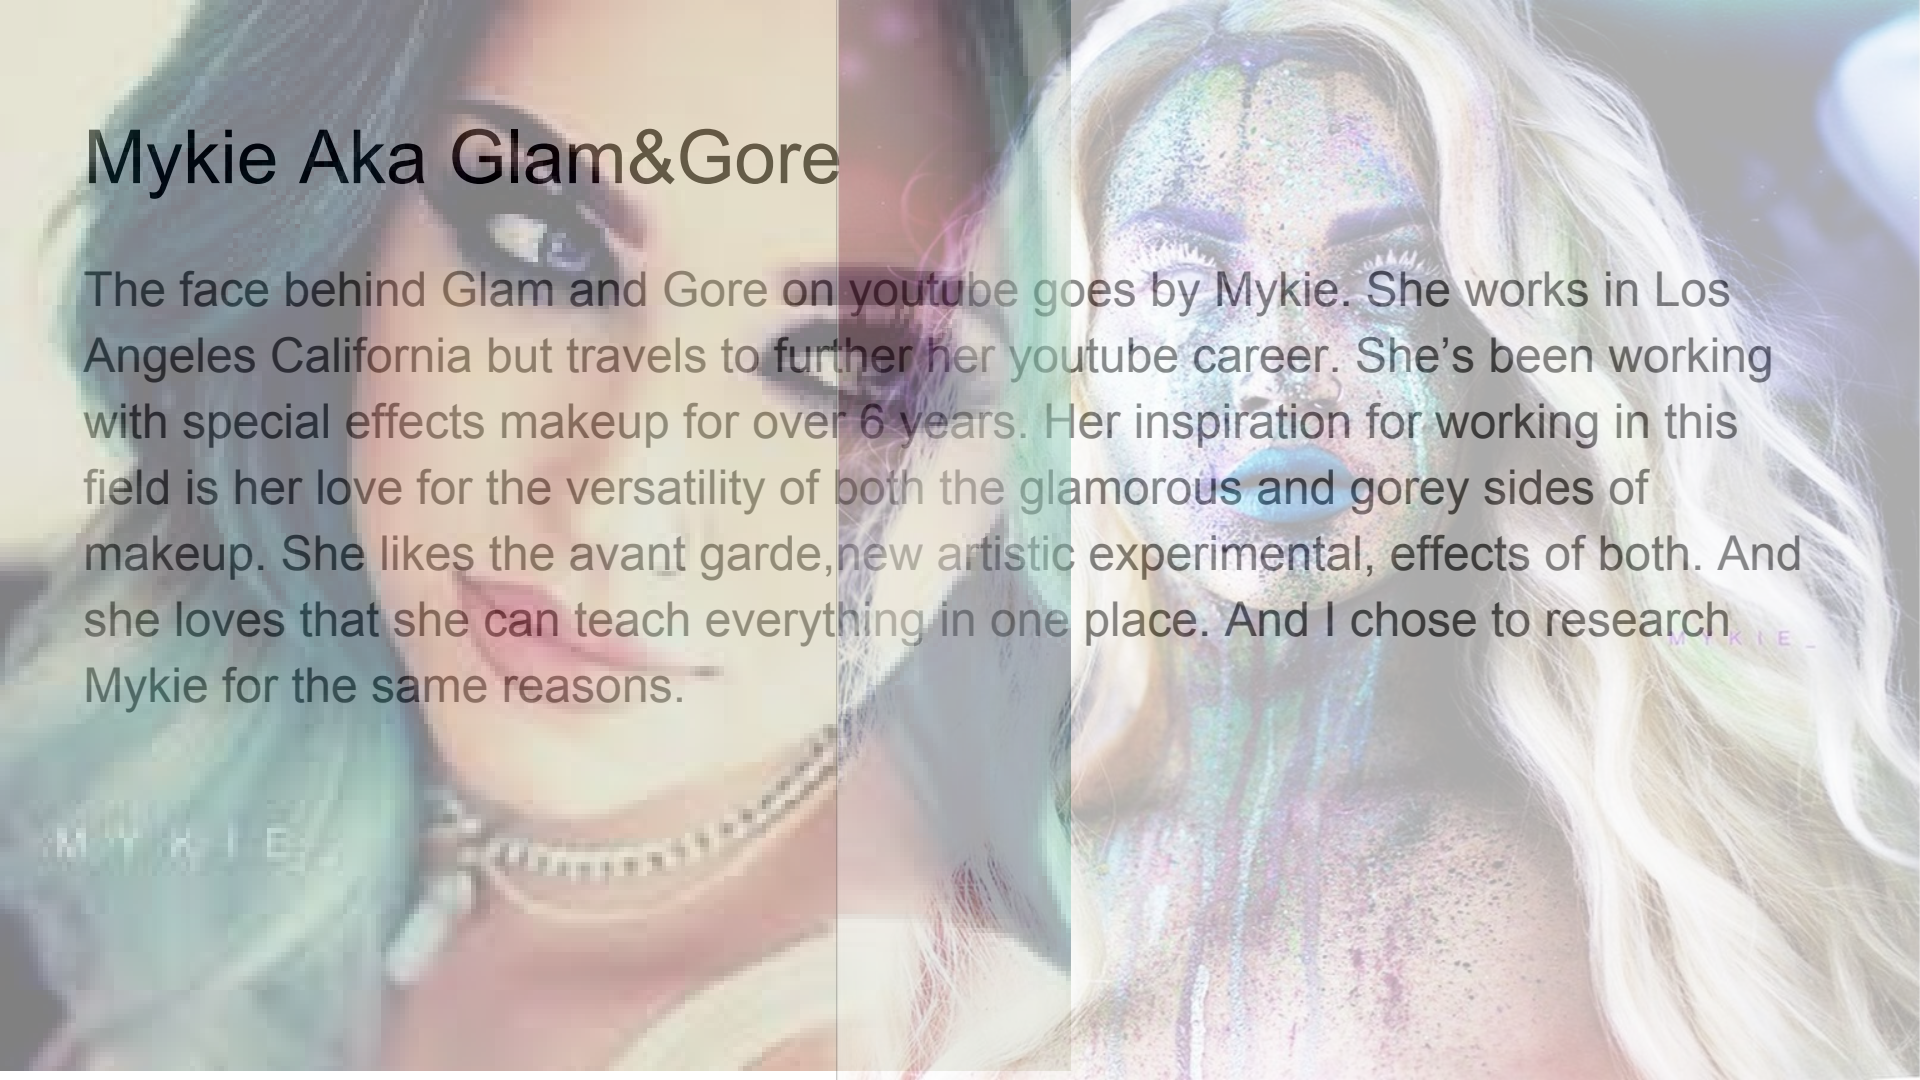 Mykie Aka Glam&Gore
The face behind Glam and Gore on youtube goes by Mykie. She works in Los
Angeles California but travels to further her youtube career. She’s been working
with special effects makeup for over 6 years. Her inspiration for working in this
field is her love for the versatility of both the glamorous and gorey sides of
makeup. She likes the avant garde,new artistic experimental, effects of both. And
she loves that she can teach everything in one place. And I chose to research
MYKIE_
Mykie for the same reasons.
MYKIE_